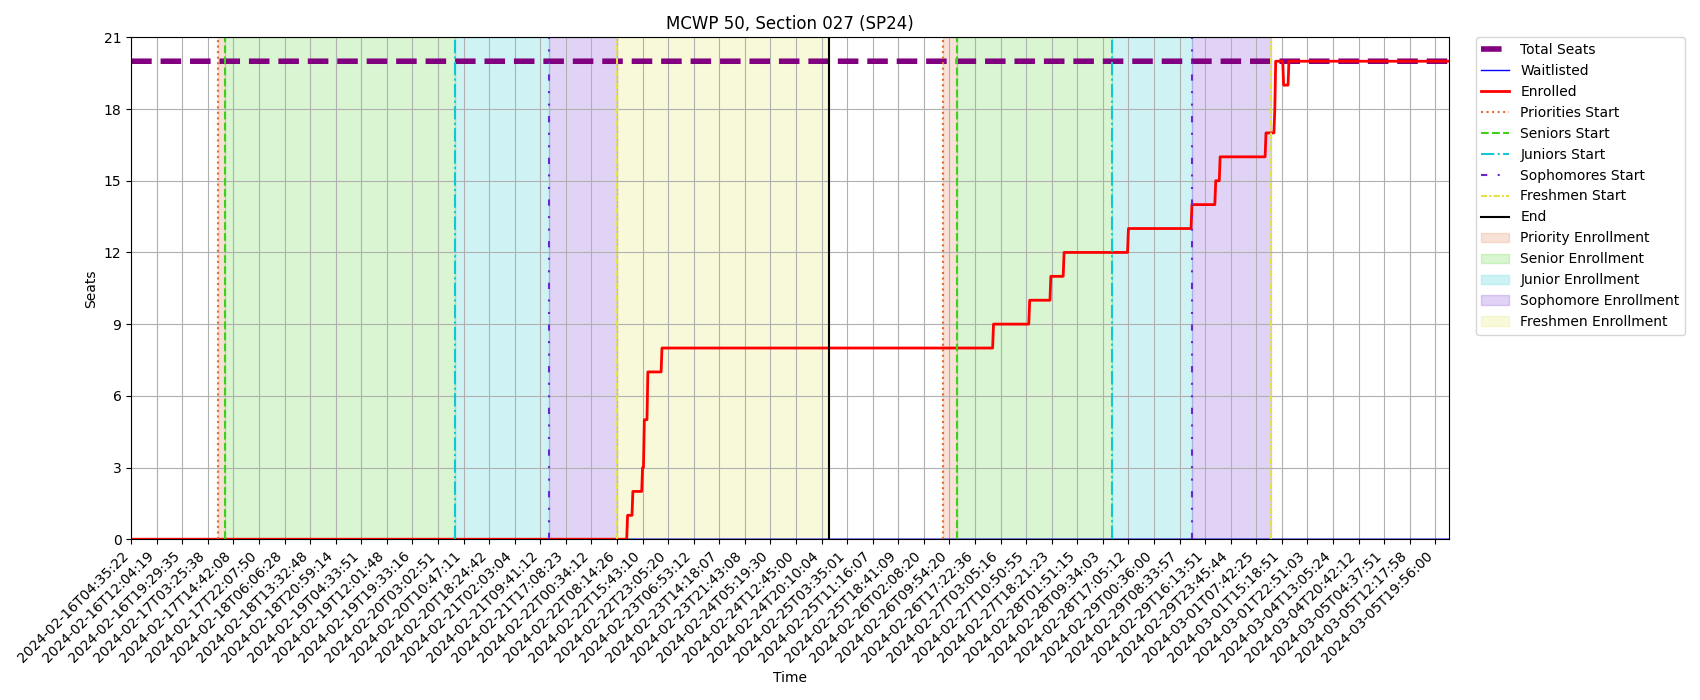 MCWP 50, Section 027 (SP24)
21
18
15
12
9
6
3
0
Seats
2024-02-16T04:35:22
2024-02-16T12:04:19
2024-02-16T19:29:35
2024-02-17T03:25:38
2024-02-17T14:42:08
2024-02-17T22:07:50
2024-02-18T06:06:28
2024-02-18T13:32:48
2024-02-18T20:59:14
2024-02-19T04:33:51
2024-02-19T12:01:48
2024-02-19T19:33:16
2024-02-20T03:02:51
2024-02-20T10:47:11
2024-02-20T18:24:42
2024-02-21T02:03:04
2024-02-21T09:41:12
2024-02-21T17:08:23
2024-02-22T00:34:12
2024-02-22T08:14:26
2024-02-22T15:43:10
2024-02-22T23:05:20
2024-02-23T06:53:12
2024-02-23T14:18:07
2024-02-23T21:43:08
2024-02-24T05:19:30
2024-02-24T12:45:00
2024-02-24T20:10:04
2024-02-25T03:35:01
2024-02-25T11:16:07
2024-02-25T18:41:09
2024-02-26T02:08:20
2024-02-26T09:54:20
2024-02-26T17:22:36
2024-02-27T03:05:16
2024-02-27T10:50:55
2024-02-27T18:21:23
2024-02-28T01:51:15
2024-02-28T09:34:03
2024-02-28T17:05:12
2024-02-29T00:36:00
2024-02-29T08:33:57
2024-02-29T16:13:51
2024-02-29T23:45:44
2024-03-01T07:42:25
2024-03-01T15:18:51
2024-03-01T22:51:03
2024-03-04T13:05:24
2024-03-04T20:42:12
2024-03-05T04:37:51
2024-03-05T12:17:58
2024-03-05T19:56:00
Time
Total Seats
Waitlisted
Enrolled
Priorities Start
Seniors Start
Juniors Start
Sophomores Start
Freshmen Start
End
Priority Enrollment
Senior Enrollment
Junior Enrollment
Sophomore Enrollment
Freshmen Enrollment